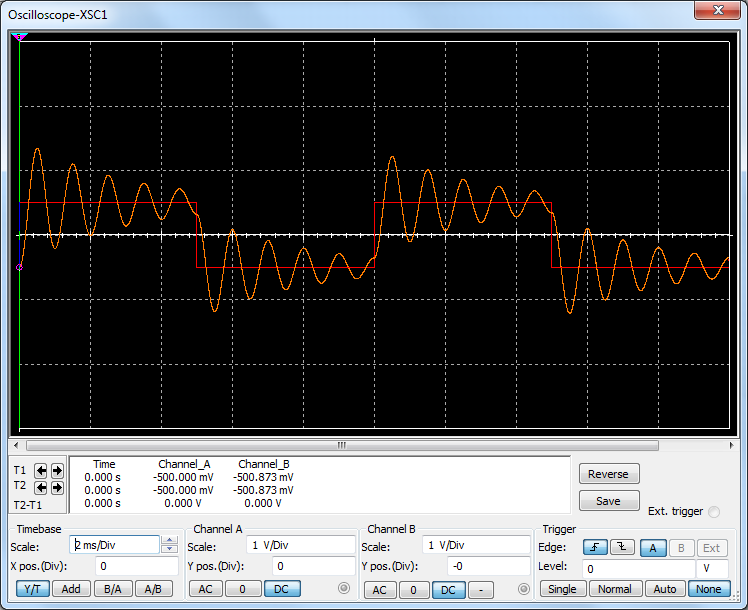 Oscilloscope-XSC1
Time Channel_A Channel_B
T1 0.000 s -500.000 mV -500.873 mV
T2 0.000 s -500.000 mV -500.873 mV
T2-T1 0.000 s 0.000 V 0.000 V
Reverse
Save
Ext. trigger
Timebase
Scale: 2 ms/Div
X pos.(Div): 0
Y/T Add B/A A/B
Channel A
Scale: 1 V/Div
Y pos.(Div): 0
AC 0 DC
Channel B
Scale: 1 V/Div
Y pos.(Div): -0
AC 0 DC -
Trigger
Edge: A B Ext
Level: 0 V
Single Normal Auto None